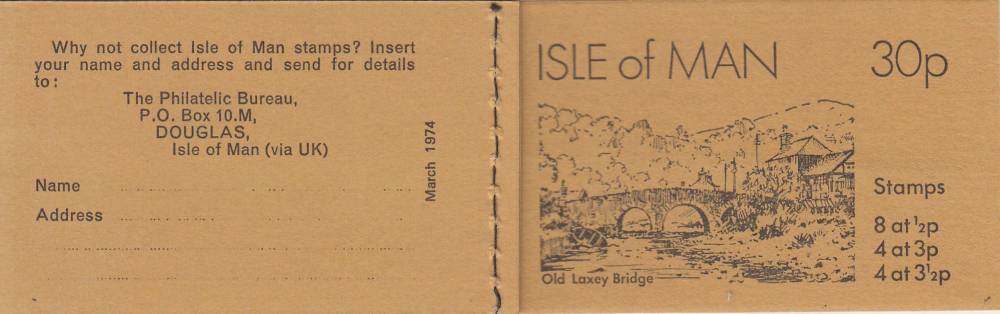 Why not collect Isle of Man stamps? Insert
your name and address and send for details
to:
The Philatelic Bureau,
P.O. Box 10.M,
DOUGLAS,
Isle of Man (via UK)
Name
Address
March 1974
ISLE of MAN 30p
Old Laxey Bridge
Stamps
8 at ½p
4 at 3p
4 at 3½p